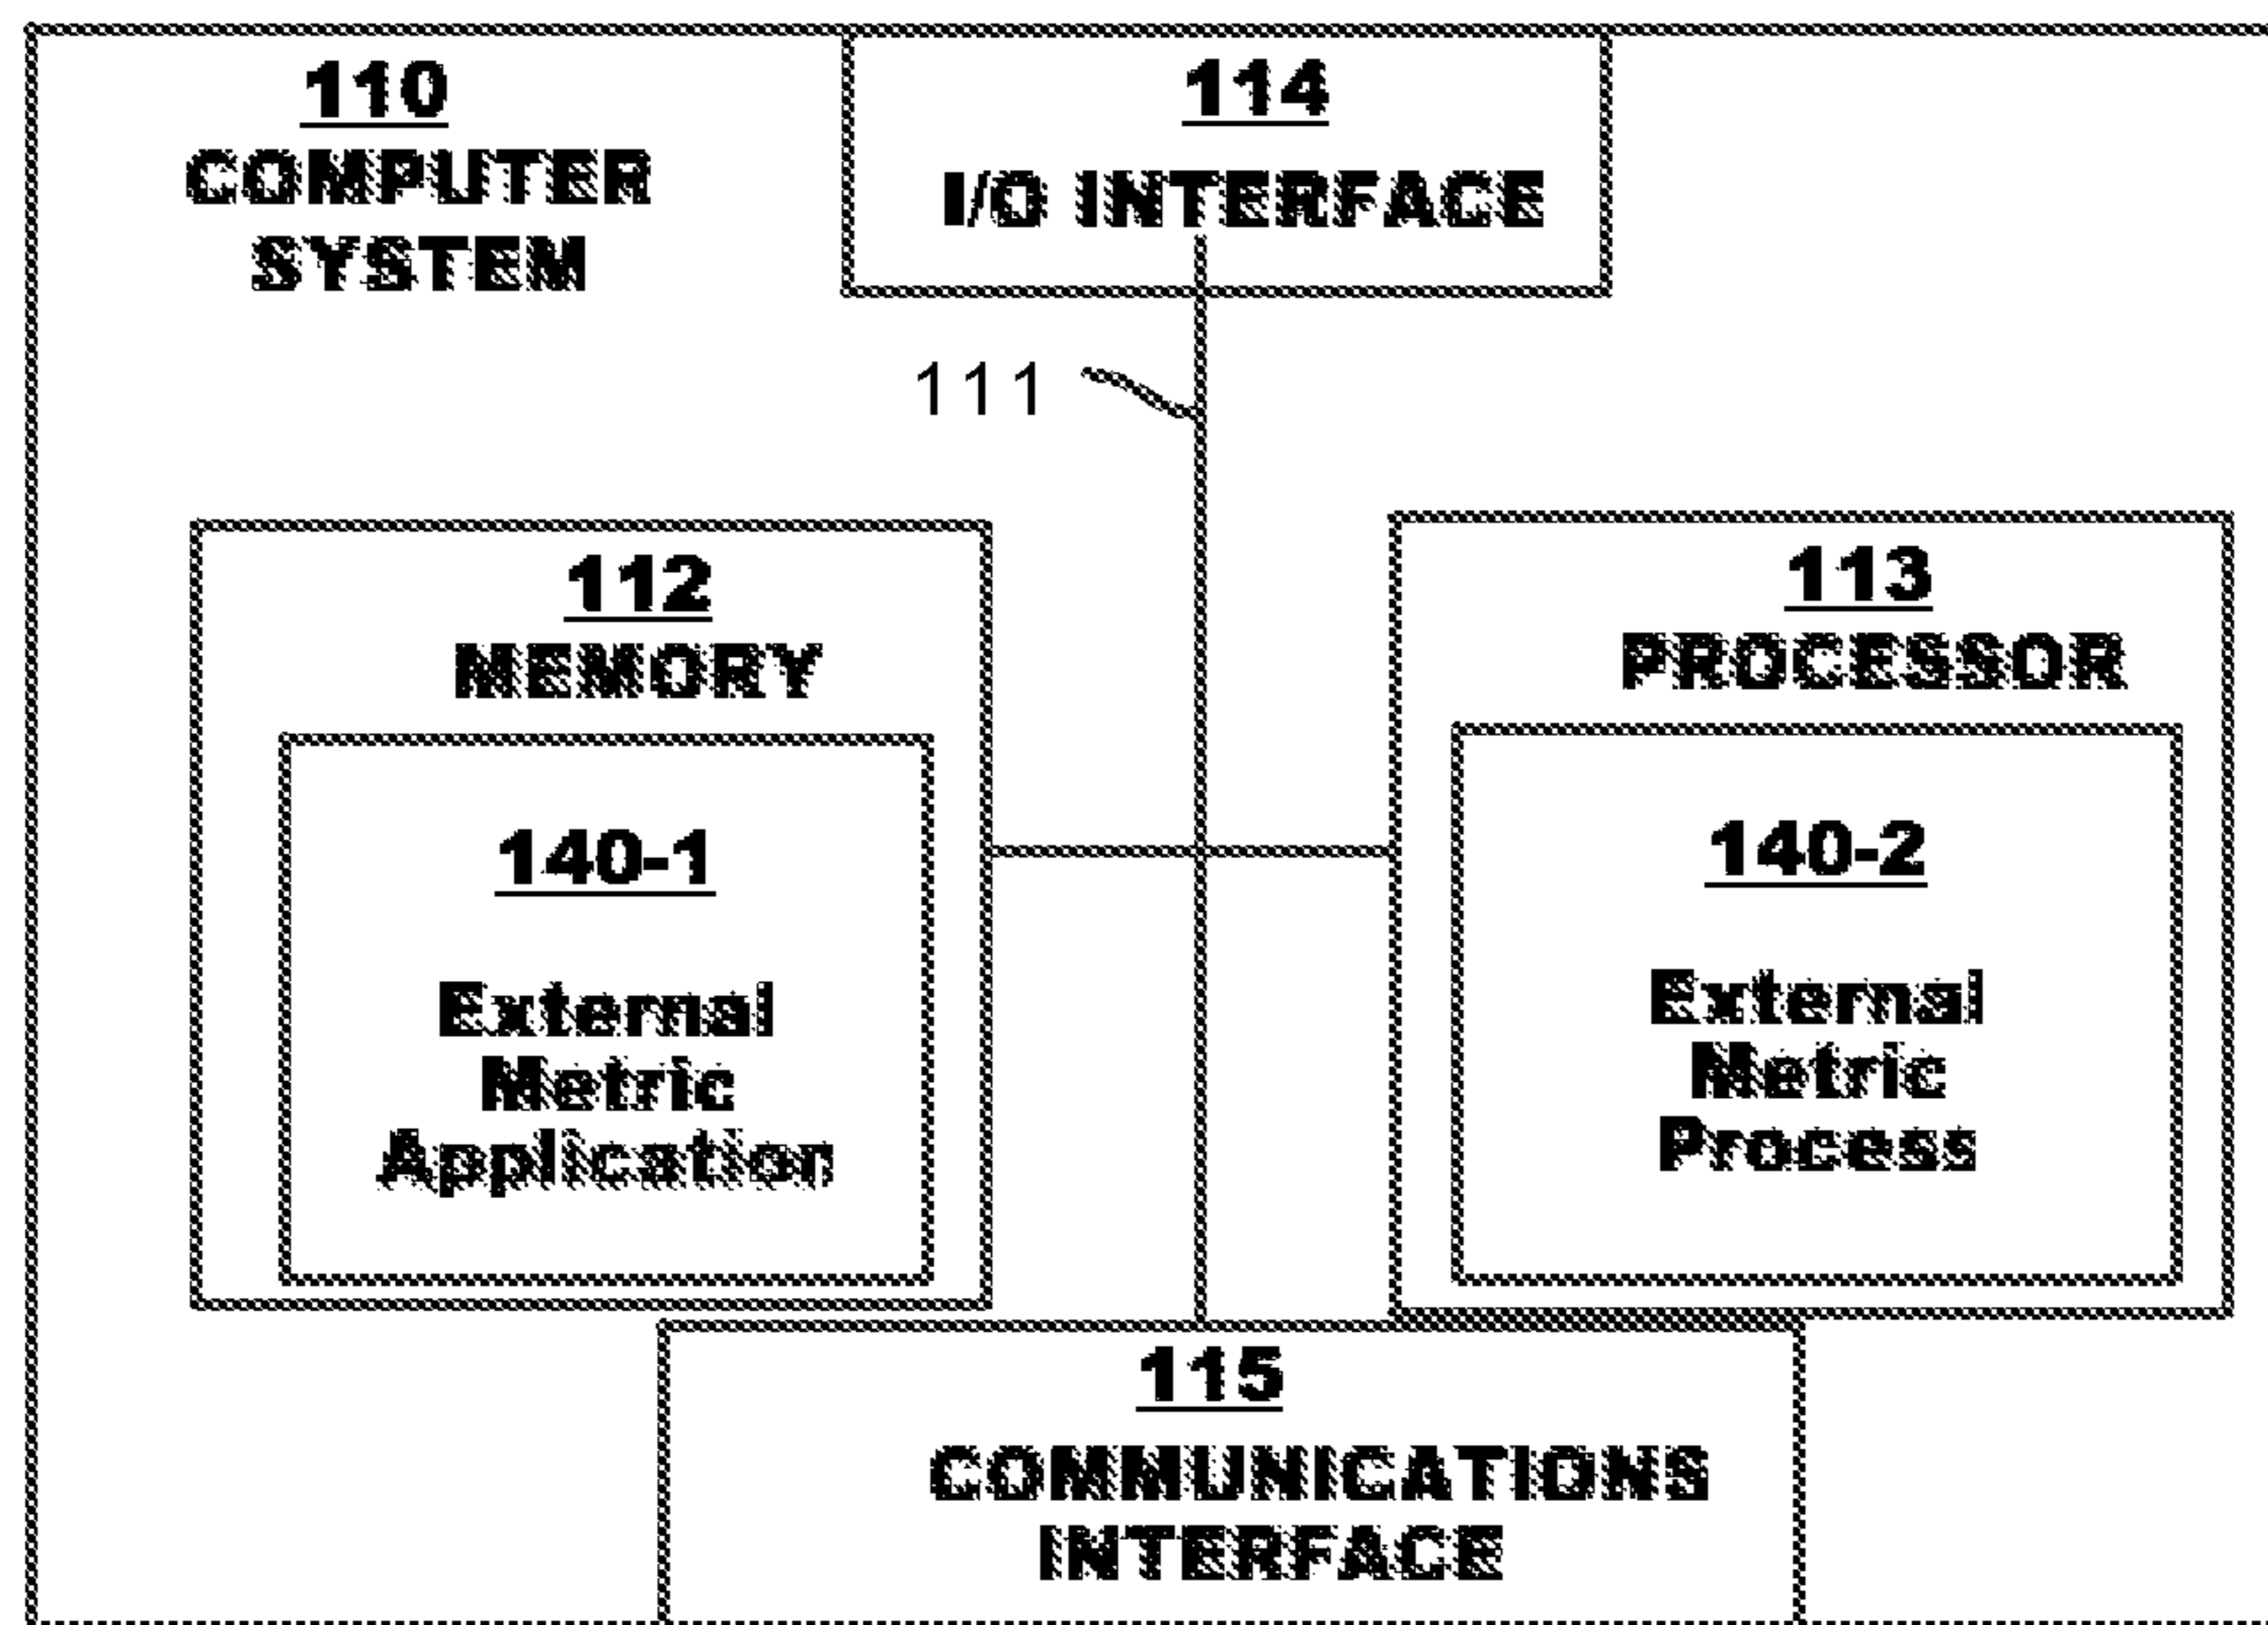 110
COMPUTER
SYSTEM
114
I/O INTERFACE
111
112
MEMORY
140-1
External
Metric
Application
113
PROCESSOR
140-2
External
Metric
Process
115
COMMUNICATIONS
INTERFACE